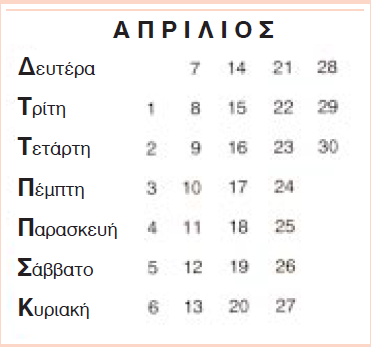 ΑΠΡΙΛΙΟΣ
Δευτέρα 7 14 21 28
Τρίτη 1 8 15 22 29
Τετάρτη 2 9 16 23 30
Πέμπτη 3 10 17 24
Παρασκευή 4 11 18 25
Σάββατο 5 12 19 26
Κυριακή 6 13 20 27